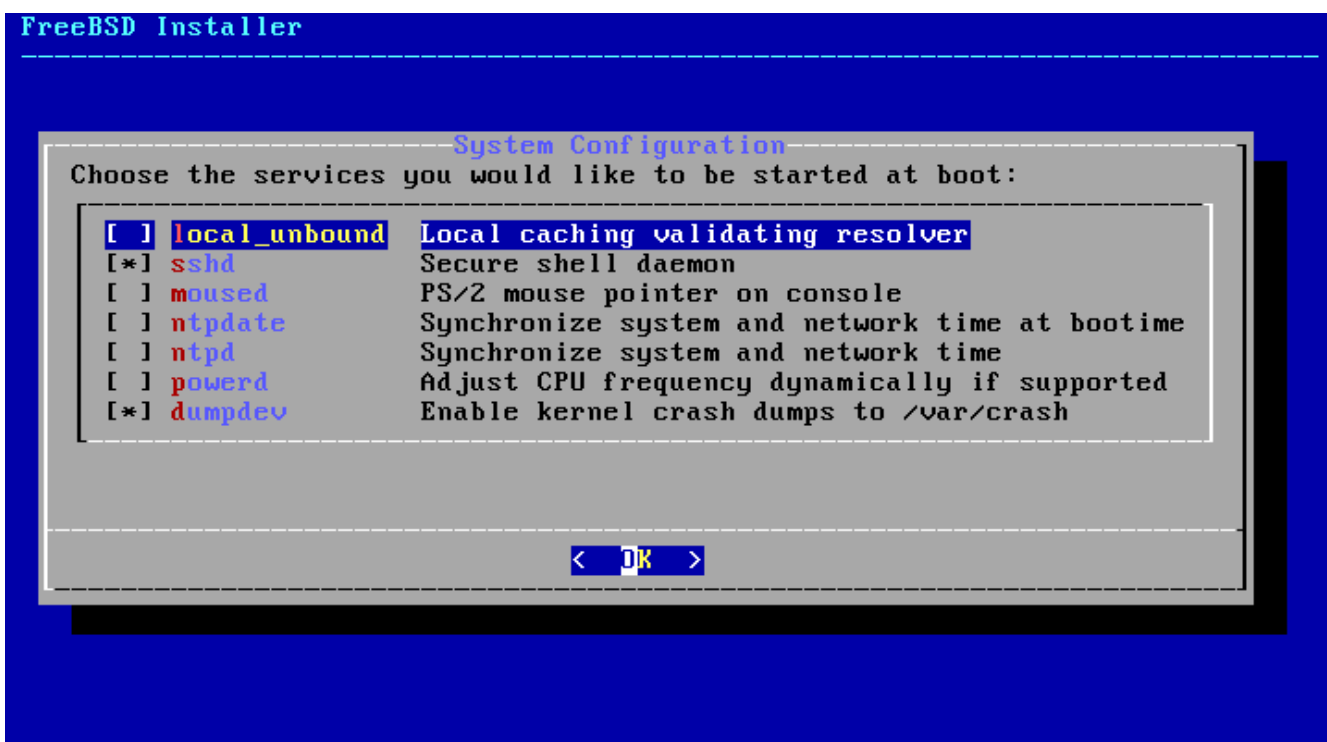 FreeBSD Installer
System Configuration
Choose the services you would like to be started at boot:
[ ] local_unbound Local caching validating resolver
[*] sshd Secure shell daemon
[ ] moused PS/2 mouse pointer on console
[ ] ntpdate Synchronize system and network time at bootime
[ ] ntpd Synchronize system and network time
[ ] powerd Adjust CPU frequency dynamically if supported
[*] dumpdev Enable kernel crash dumps to /var/crash
< OK >